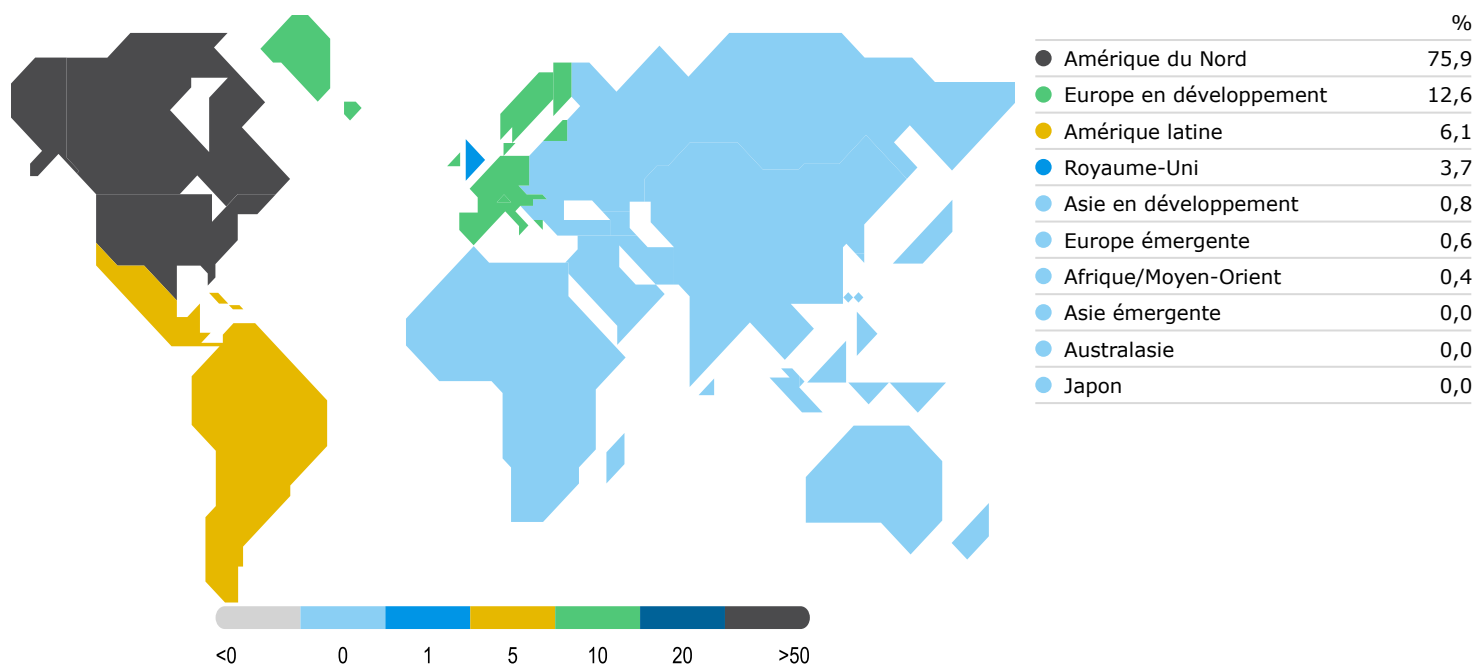 %
Amérique du Nord 75,9
Europe en développement 12,6
Amérique latine 6,1
Royaume-Uni 3,7
Asie en développement 0,8
Europe émergente 0,6
Afrique/Moyen-Orient 0,4
Asie émergente 0,0
Australasie 0,0
Japon 0,0
<0 0 1 5 10 20 >50